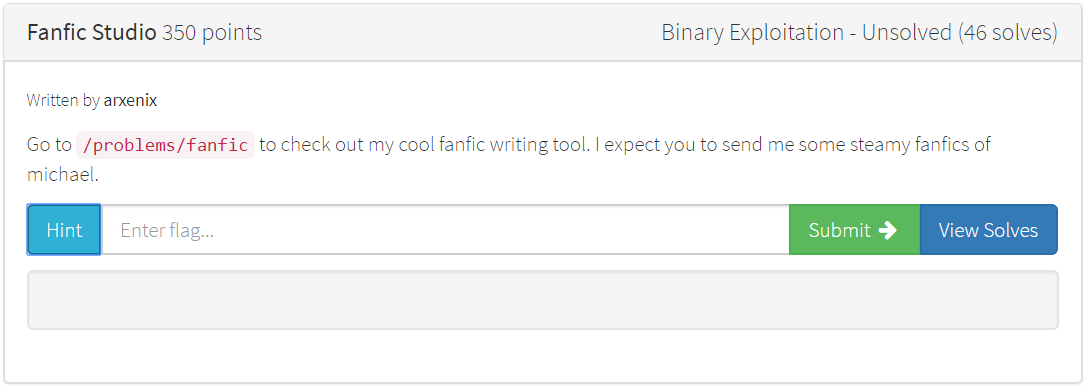 Fanfic Studio 350 points
Binary Exploitation - Unsolved (46 solves)
Written by arxenix
Go to /problems/fanfic to check out my cool fanfic writing tool. I expect you to send me some steamy fanfics of
michael.
Hint
Enter flag...
Submit
View Solves